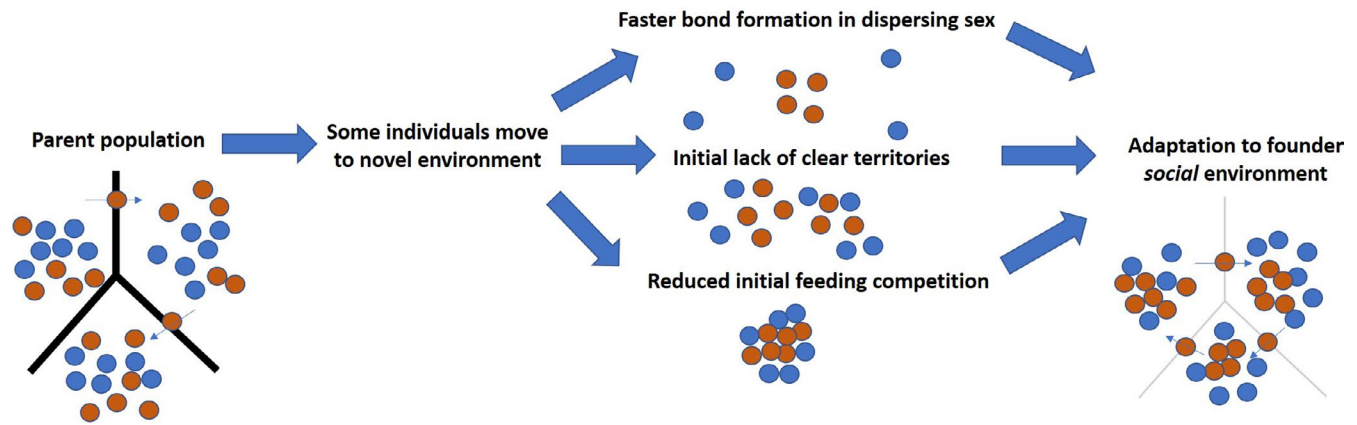 Parent population
Some individuals move
to novel environment
Faster bond formation in dispersing sex
Initial lack of clear territories
Reduced initial feeding competition
Adaptation to founder
social environment